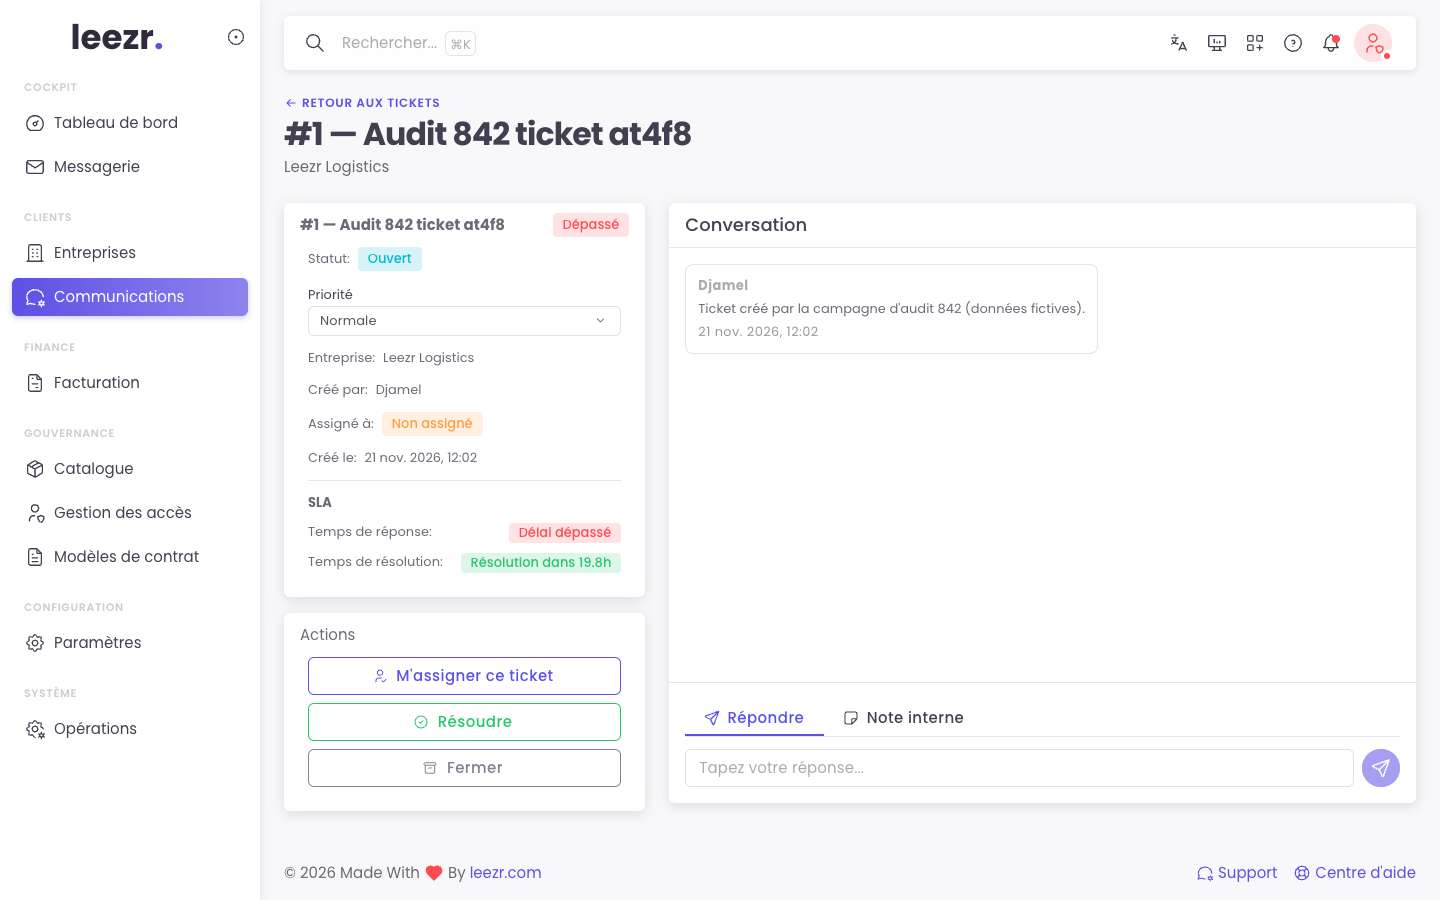 leezr.
COCKPIT
Tableau de bord
Messagerie
CLIENTS
Entreprises
Communications
FINANCE
Facturation
GOUVERNANCE
Catalogue
Gestion des accès
Modèles de contrat
CONFIGURATION
Paramètres
SYSTÈME
Opérations
Rechercher... ⌘K
← RETOUR AUX TICKETS
#1 — Audit 842 ticket at4f8
Leezr Logistics
#1 — Audit 842 ticket at4f8 Dépassé
Statut: Ouvert
Priorité
Normale
Entreprise: Leezr Logistics
Créé par: Djamel
Assigné à: Non assigné
Créé le: 21 nov. 2026, 12:02
SLA
Temps de réponse: Délai dépassé
Temps de résolution: Résolution dans 19.8h
Actions
M'assigner ce ticket
Résoudre
Fermer
Conversation
Djamel
Ticket créé par la campagne d'audit 842 (données fictives).
21 nov. 2026, 12:02
Répondre Note interne
Tapez votre réponse...
© 2026 Made With By leezr.com
Support Centre d'aide